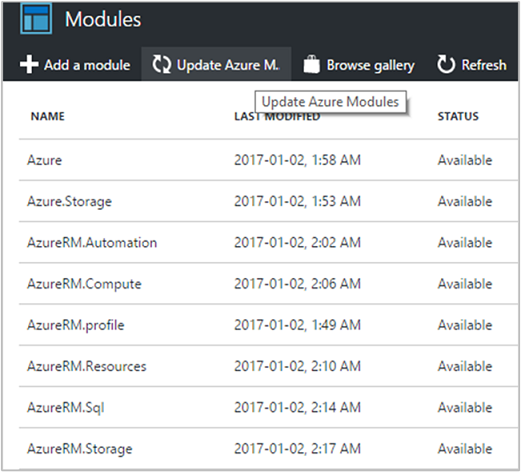 Modules
Add a module Update Azure M.. Browse gallery Refresh
Update Azure Modules
NAME LAST MODIFIED STATUS
Azure 2017-01-02, 1:58 AM Available
Azure.Storage 2017-01-02, 1:53 AM Available
AzureRM.Automation 2017-01-02, 2:02 AM Available
AzureRM.Compute 2017-01-02, 2:06 AM Available
AzureRM.profile 2017-01-02, 1:49 AM Available
AzureRM.Resources 2017-01-02, 2:10 AM Available
AzureRM.Sql 2017-01-02, 2:14 AM Available
AzureRM.Storage 2017-01-02, 2:17 AM Available